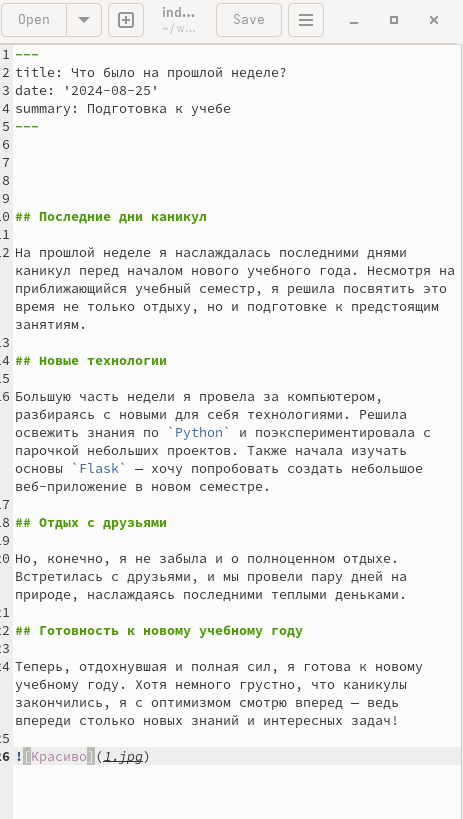 Open
ind...
~/w...
Save
1 ---
2 title: Что было на прошлой неделе?
3 date: '2024-08-25'
4 summary: Подготовка к учебе
5 ---
6
7
8
9
10 ## Последние дни каникул
11
12 На прошлой неделе я наслаждалась последними днями
каникул перед началом нового учебного года. Несмотря на
приближающийся учебный семестр, я решила посвятить это
время не только отдыху, но и подготовке к предстоящим
занятиям.
13
14 ## Новые технологии
15
16 Большую часть недели я провела за компьютером,
разбираясь с новыми для себя технологиями. Решила
освежить знания по `Python` и поэкспериментировала с
парочкой небольших проектов. Также начала изучать
основы `Flask` — хочу попробовать создать небольшое
веб-приложение в новом семестре.
17
18 ## Отдых с друзьями
19
20 Но, конечно, я не забыла и о полноценном отдыхе.
Встретилась с друзьями, и мы провели пару дней на
природе, наслаждаясь последними теплыми деньками.
21
22 ## Готовность к новому учебному году
23
24 Теперь, отдохнувшая и полная сил, я готова к новому
учебному году. Хотя немного грустно, что каникулы
закончились, я с оптимизмом смотрю вперед — ведь
впереди столько новых знаний и интересных задач!
25
26 ![Красиво](1.jpg)